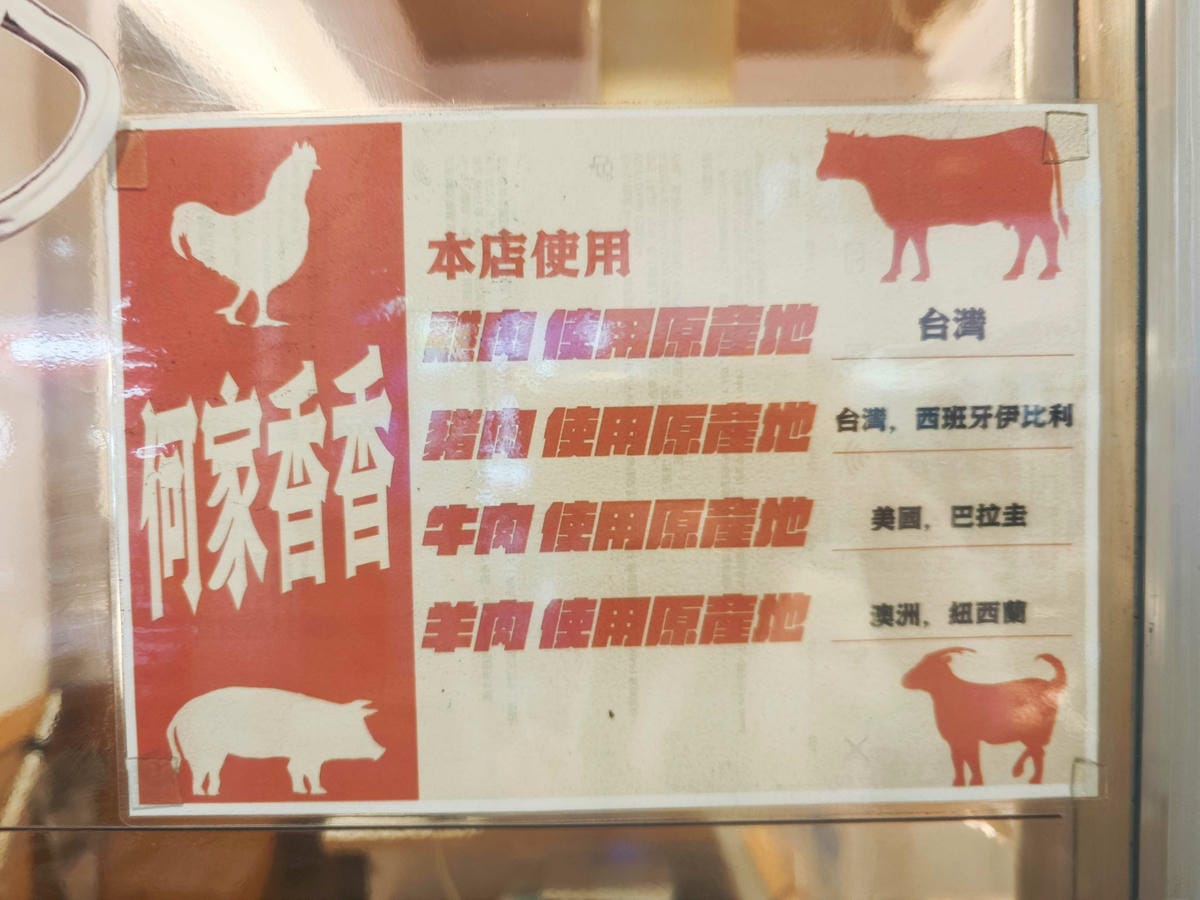 何家香香
本店使用
雞肉 使用原產地 台灣
豬肉 使用原產地 台灣，西班牙伊比利
牛肉 使用原產地 美國，巴拉圭
羊肉 使用原產地 澳洲，紐西蘭